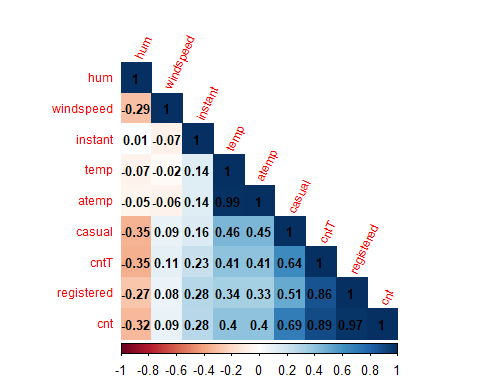 hum
hum 1 windspeed
windspeed -0.29 1 instant
instant 0.01 -0.07 1 temp
temp -0.07 -0.02 0.14 1 atemp
atemp -0.05 -0.06 0.14 0.99 1 casual
casual -0.35 0.09 0.16 0.46 0.45 1 cntT
cntT -0.35 0.11 0.23 0.41 0.41 0.64 1 registered
registered -0.27 0.08 0.28 0.34 0.33 0.51 0.86 1 cnt
cnt -0.32 0.09 0.28 0.4 0.4 0.69 0.89 0.97 1
-1 -0.8 -0.6 -0.4 -0.2 0 0.2 0.4 0.6 0.8 1